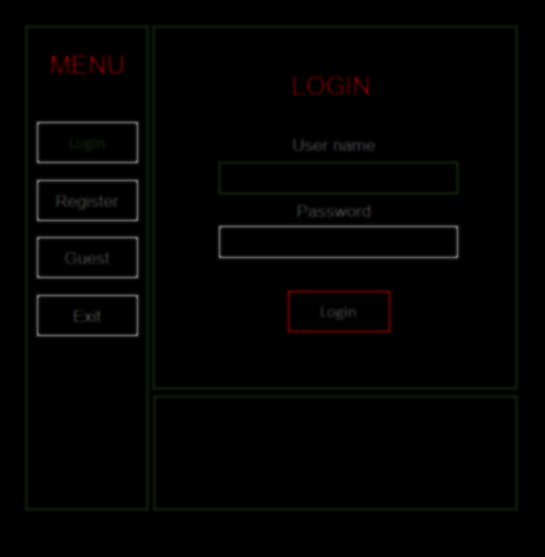 MENU
Login
Register
Guest
Exit
LOGIN
User name
Password
Login